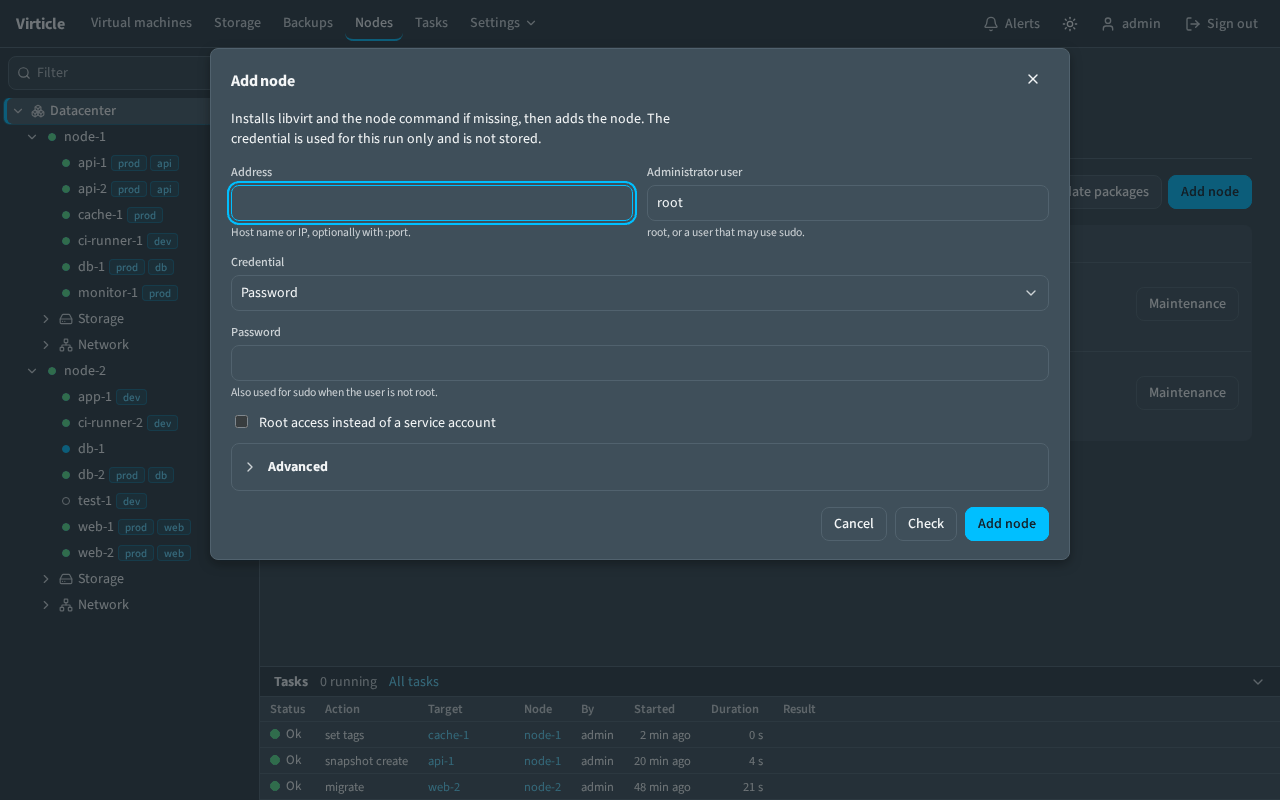 Virticle
Virtual machines
Storage
Backups
Nodes
Tasks
Settings
Alerts
admin
Sign out
Filter
Datacenter
node-1
api-1 prod api
api-2 prod api
cache-1 prod
ci-runner-1 dev
db-1 prod db
monitor-1 prod
Storage
Network
node-2
app-1 dev
ci-runner-2 dev
db-1
db-2 prod db
test-1 dev
web-1 prod web
web-2 prod web
Storage
Network
Add node
Installs libvirt and the node command if missing, then adds the node. The
credential is used for this run only and is not stored.
Address
Administrator user
root
Host name or IP, optionally with :port.
root, or a user that may use sudo.
Credential
Password
Password
Also used for sudo when the user is not root.
Root access instead of a service account
Advanced
Cancel
Check
Add node
packages
Add node
Maintenance
Maintenance
Tasks 0 running All tasks
Status Action Target Node By Started Duration Result
Ok set tags cache-1 node-1 admin 2 min ago 0 s
Ok snapshot create api-1 node-1 admin 20 min ago 4 s
Ok migrate web-2 node-2 admin 48 min ago 21 s